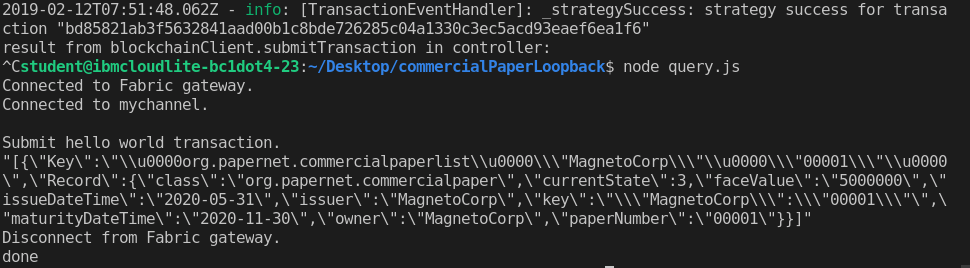 2019-02-12T07:51:48.062Z - info: [TransactionEventHandler]: _strategySuccess: strategy success for transa
ction "bd85821ab3f5632841aad00b1c8bde726285c04a1330c3ec5acd93eaef6ea1f6"
result from blockchainClient.submitTransaction in controller:
^Cstudent@ibmcloudlite-bc1dot4-23:~/Desktop/commercialPaperLoopback$ node query.js
Connected to Fabric gateway.
Connected to mychannel.
Submit hello world transaction.
"[{\"Key\":\"\\u0000org.papernet.commercialpaperlist\\u0000\\\"MagnetoCorp\\\"\\u0000\\\"00001\\\"\\u0000
\",\"Record\":{\"class\":\"org.papernet.commercialpaper\",\"currentState\":3,\"faceValue\":\"5000000\",\"
issueDateTime\":\"2020-05-31\",\"issuer\":\"MagnetoCorp\",\"key\":\"\\\"MagnetoCorp\\\":\\\"00001\\\"\",\
"maturityDateTime\":\"2020-11-30\",\"owner\":\"MagnetoCorp\",\"paperNumber\":\"00001\"}}]"
Disconnect from Fabric gateway.
done